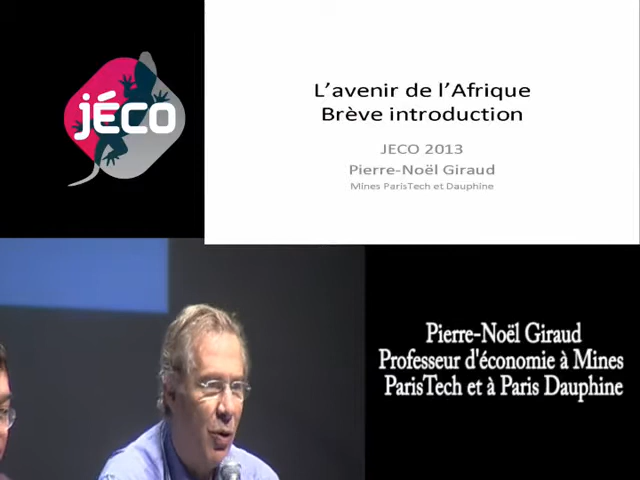 jÉCO
L'avenir de l'Afrique
Brève introduction
JECO 2013
Pierre-Noël Giraud
Mines ParisTech et Dauphine
Pierre-Noël Giraud
Professeur d'économie à Mines
ParisTech et à Paris Dauphine